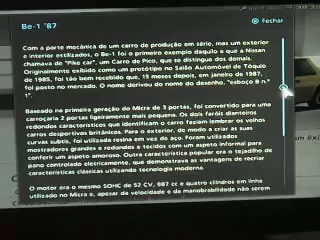 Be-1 '87
Fechar
Com a parte mecânica de um carro de produção em série, mas um exterior
e interior estilizados, o Be-1 foi o primeiro exemplo daquilo a que a Nissan
chamava de "Pike car", um Carro de Pico, que se distingue dos demais.
Originalmente exibido como um protótipo no Salão Automóvel de Tóquio
de 1985, foi tão bem recebido que, 15 meses depois, em janeiro de 1987,
foi posto no mercado. O nome derivou do nome do desenho, "esboço B n.º
1".
Baseado na primeira geração do Micra de 3 portas, foi convertido para uma
carroçaria 2 portas ligeiramente mais pequena. Os dois faróis dianteiros
redondos característicos que identificam o carro faziam lembrar os velhos
carros desportivos britânicos. Para o exterior, de modo a criar as suas
curvas subtis, foi utilizada resina em vez do aço. Foram utilizados
mostradores grandes e redondos e tecidos com um aspeto informal para
conferir um aspeto amoroso. Outra característica popular era o tejadilho de
pano controlado eletricamente, que demonstrava as vantagens de recriar
características clássicas utilizando tecnologia moderna.
O motor era o mesmo SOHC de 52 CV, 987 cc e quatro cilindros em linha
utilizado no Micra e, apesar da velocidade e da manobrabilidade não serem